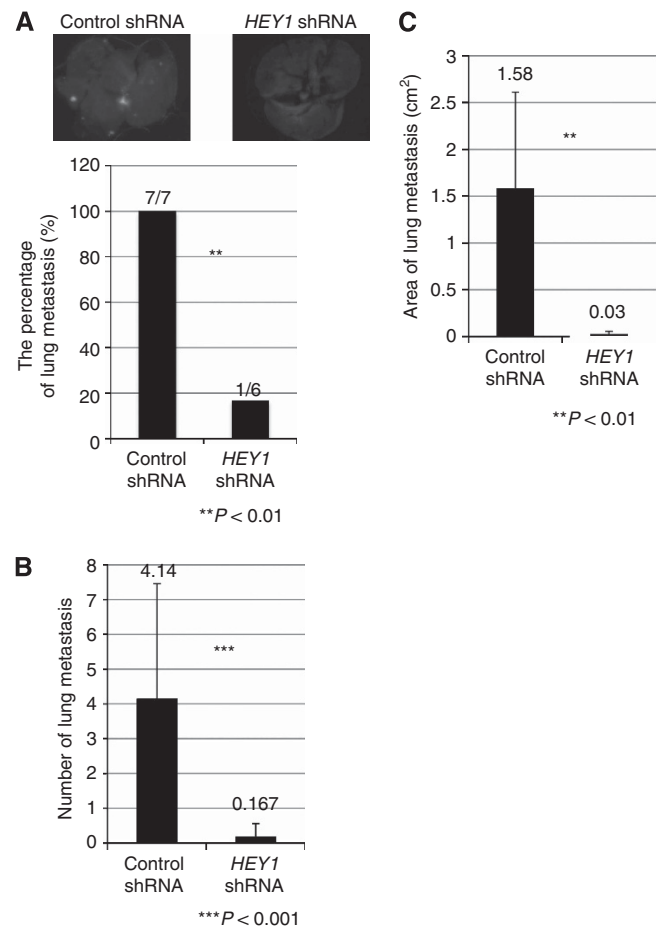 A
Control shRNA
HEY1 shRNA
The percentage
of lung metastasis (%)
120
100
80
60
40
20
0
7/7
**
1/6
Control
shRNA
HEY1
shRNA
**P < 0.01
B
Number of lung metastasis
8
7
6
5
4
3
2
1
0
4.14
***
0.167
Control
shRNA
HEY1
shRNA
***P < 0.001
C
Area of lung metastasis (cm²)
3
2.5
2
1.5
1
0.5
0
1.58
**
0.03
Control
shRNA
HEY1
shRNA
**P < 0.01